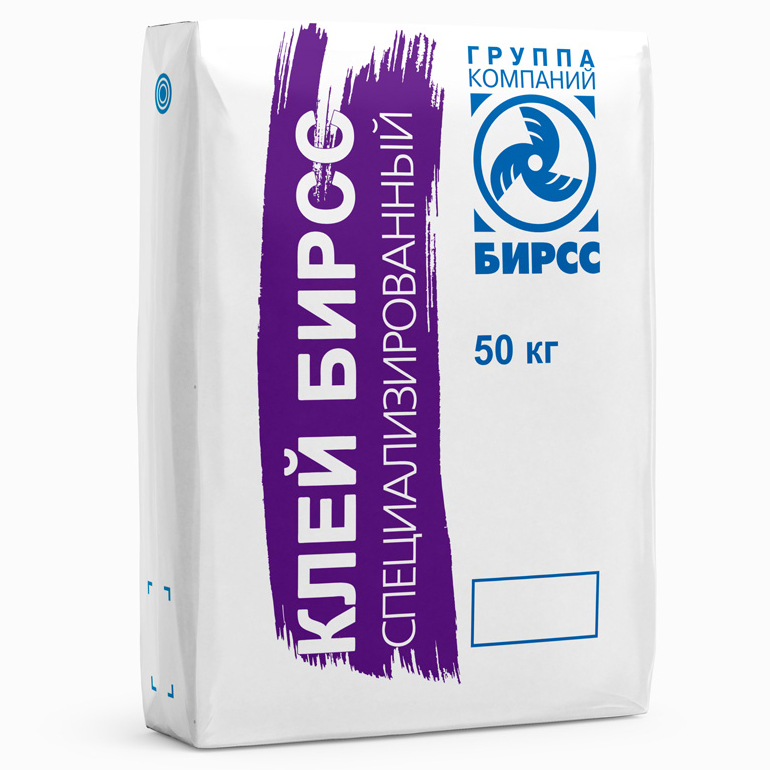 КЛЕЙ БИРСС
СПЕЦИАЛИЗИРОВАННЫЙ
ГРУППА
КОМПАНИЙ
БИРСС
50 кг